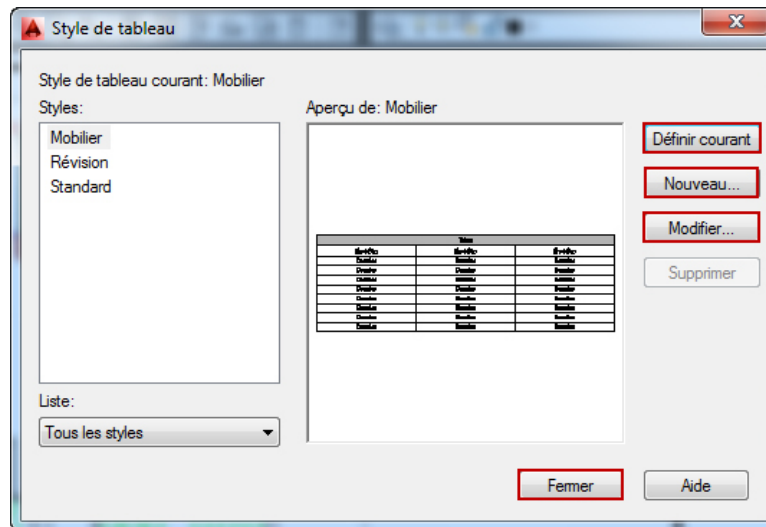 Style de tableau
Style de tableau courant: Mobilier
Styles:
Mobilier
Révision
Standard
Liste:
Tous les styles
Aperçu de: Mobilier
Définir courant
Nouveau...
Modifier...
Supprimer
Fermer
Aide